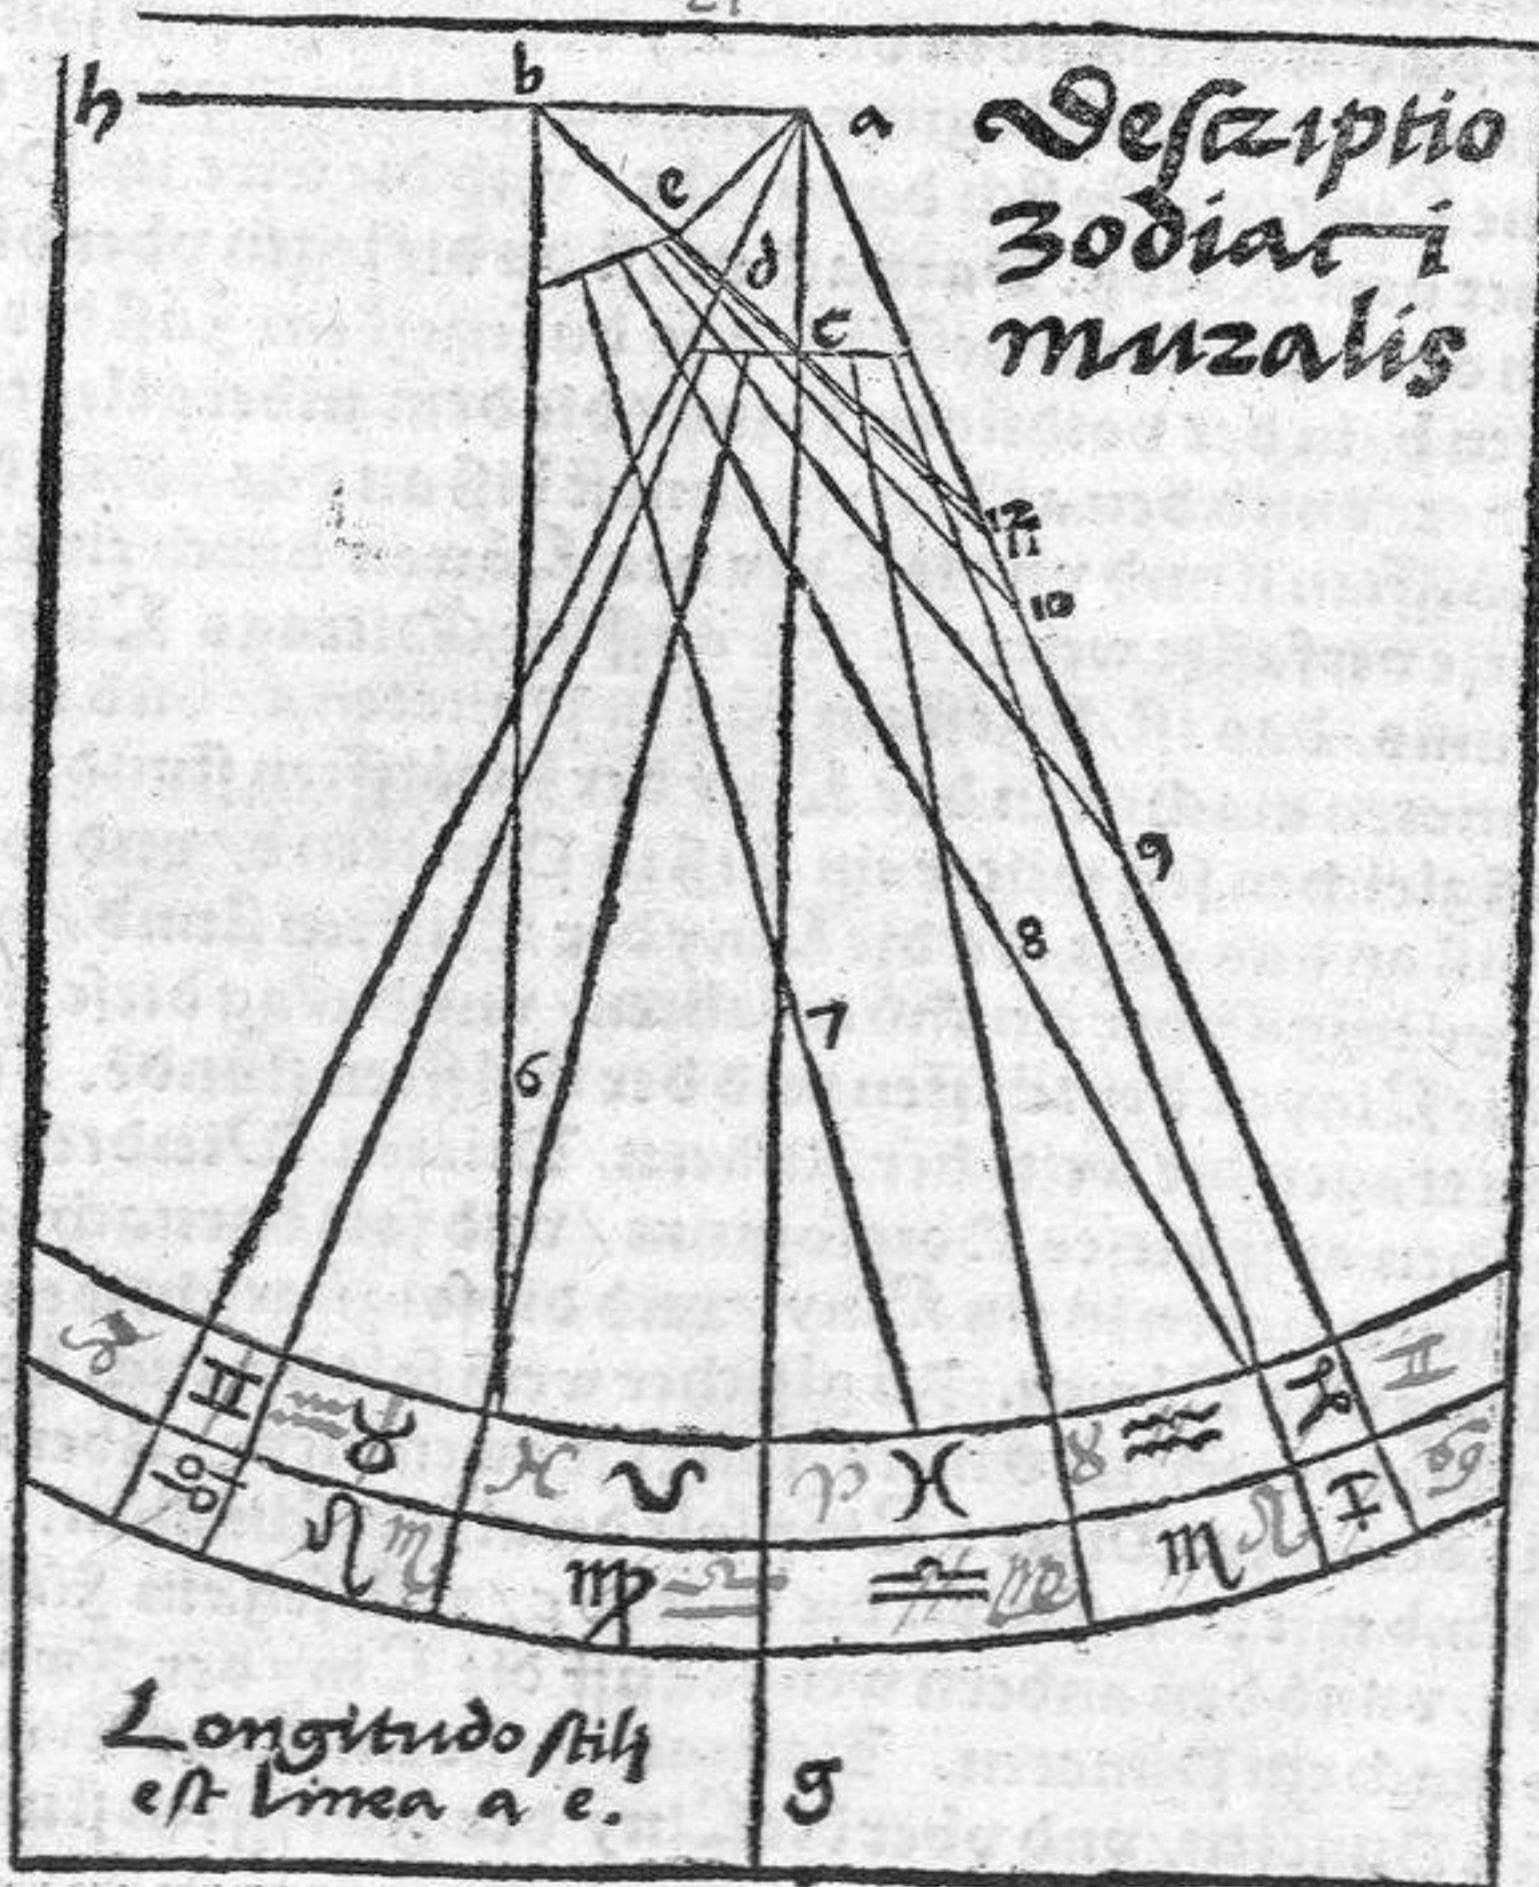 h
b
a
Descriptio
Zodiaci
muralis
e
d
c
12
11
10
9
8
7
6
♊ ♉ ♈ ♓ ♒ ♑
♋ ♌ ♍ ♎ ♏ ♐
Longitudo stili
est linea a e.
g